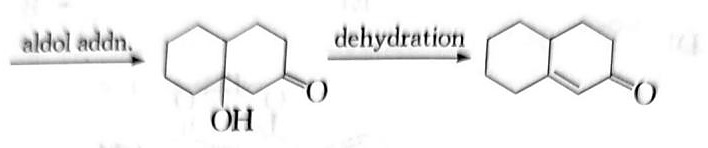 aldol addn.
dehydration
O
OH
O